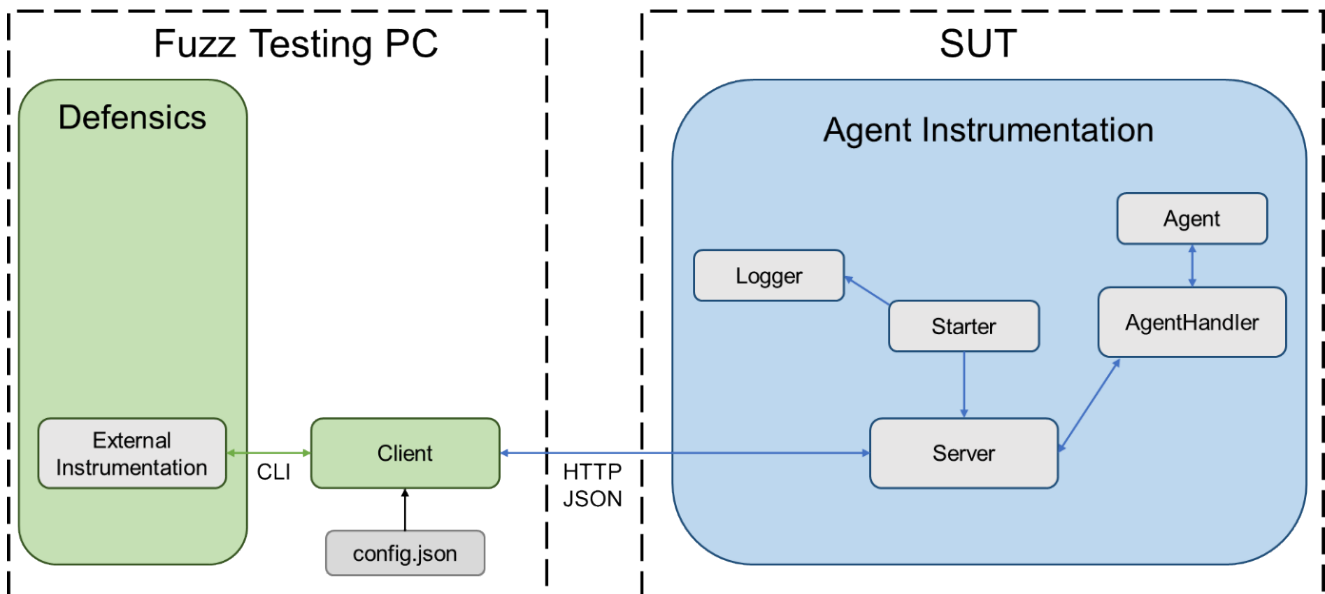 Fuzz Testing PC
SUT
Defensics
Agent Instrumentation
Agent
Logger
Starter
AgentHandler
External
Instrumentation
CLI
Client
HTTP
JSON
Server
config.json